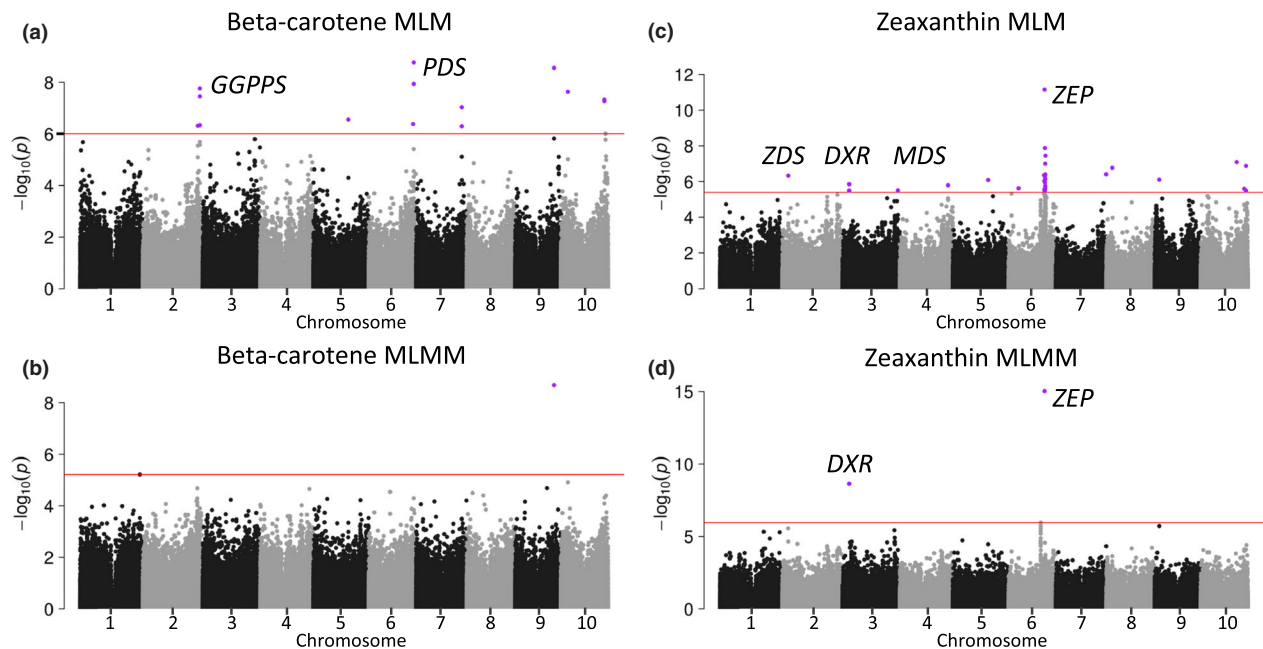 (a)
Beta-carotene MLM
GGPPS
PDS
8
6
4
2
0
−log10(p)
1 2 3 4 5 6 7 8 9 10
Chromosome
(b)
Beta-carotene MLMM
8
6
4
2
0
−log10(p)
1 2 3 4 5 6 7 8 9 10
Chromosome
(c)
Zeaxanthin MLM
ZEP
ZDS DXR MDS
12
10
8
6
4
2
0
−log10(p)
1 2 3 4 5 6 7 8 9 10
Chromosome
(d)
Zeaxanthin MLMM
ZEP
DXR
15
10
5
0
−log10(p)
1 2 3 4 5 6 7 8 9 10
Chromosome